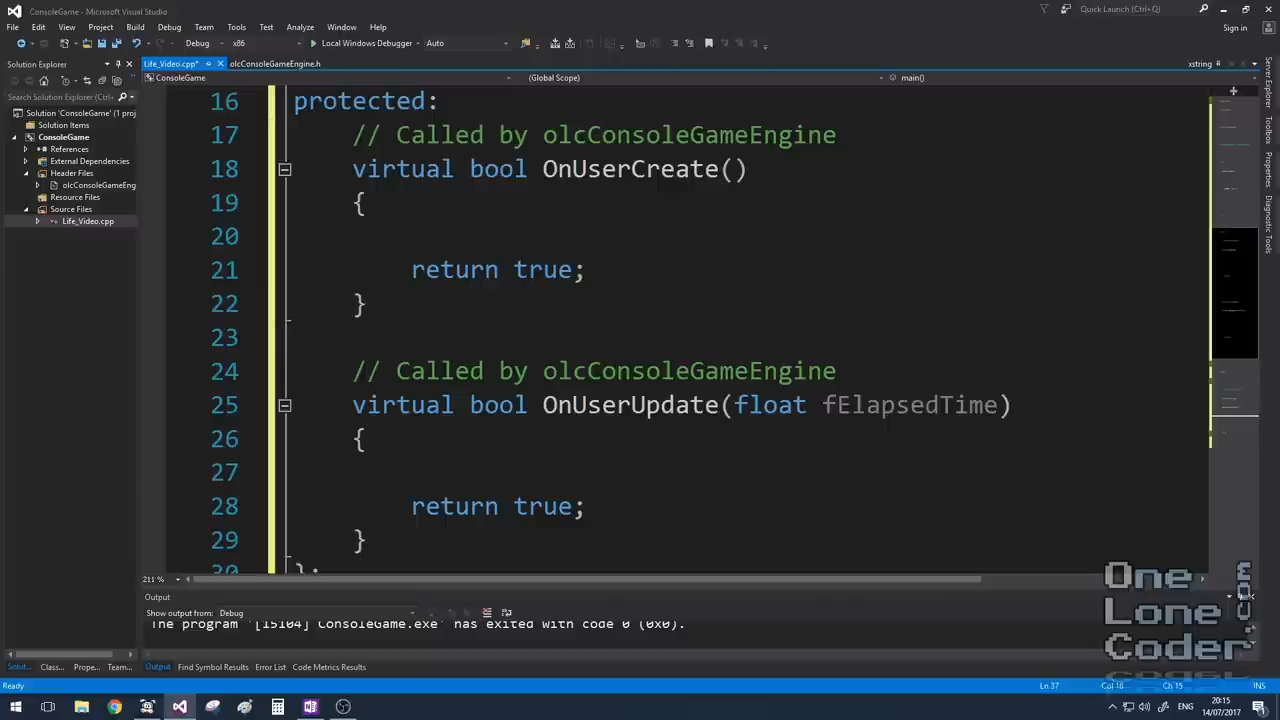 ConsoleGame - Microsoft Visual Studio
Quick Launch (Ctrl+Q)
File Edit View Project Build Debug Team Tools Test Analyze Window Help
Sign in
Debug x86 Local Windows Debugger Auto
Solution Explorer
Life_Video.cpp* olcConsoleGameEngine.h xstring
ConsoleGame (Global Scope) main()
Search Solution Explorer (Ctrl+
Solution 'ConsoleGame' (1 proj
Solution Items
ConsoleGame
References
External Dependencies
Header Files
olcConsoleGameEng
Resource Files
Source Files
Life_Video.cpp
16 protected:
17 // Called by olcConsoleGameEngine
18 virtual bool OnUserCreate()
19 {
20
21 return true;
22 }
23
24 // Called by olcConsoleGameEngine
25 virtual bool OnUserUpdate(float fElapsedTime)
26 {
27
28 return true;
29 }
30 };
Server Explorer
Toolbox
Properties
Diagnostic Tools
211 %
Output
Show output from: Debug
The program '[15104] ConsoleGame.exe' has exited with code 0 (0x0).
Solut... Class... Prope... Team...
Output Find Symbol Results Error List Code Metrics Results
One
Lone
Coder
Ready Ln 37 Col 18 Ch 15 INS
ENG 20:15
14/07/2017